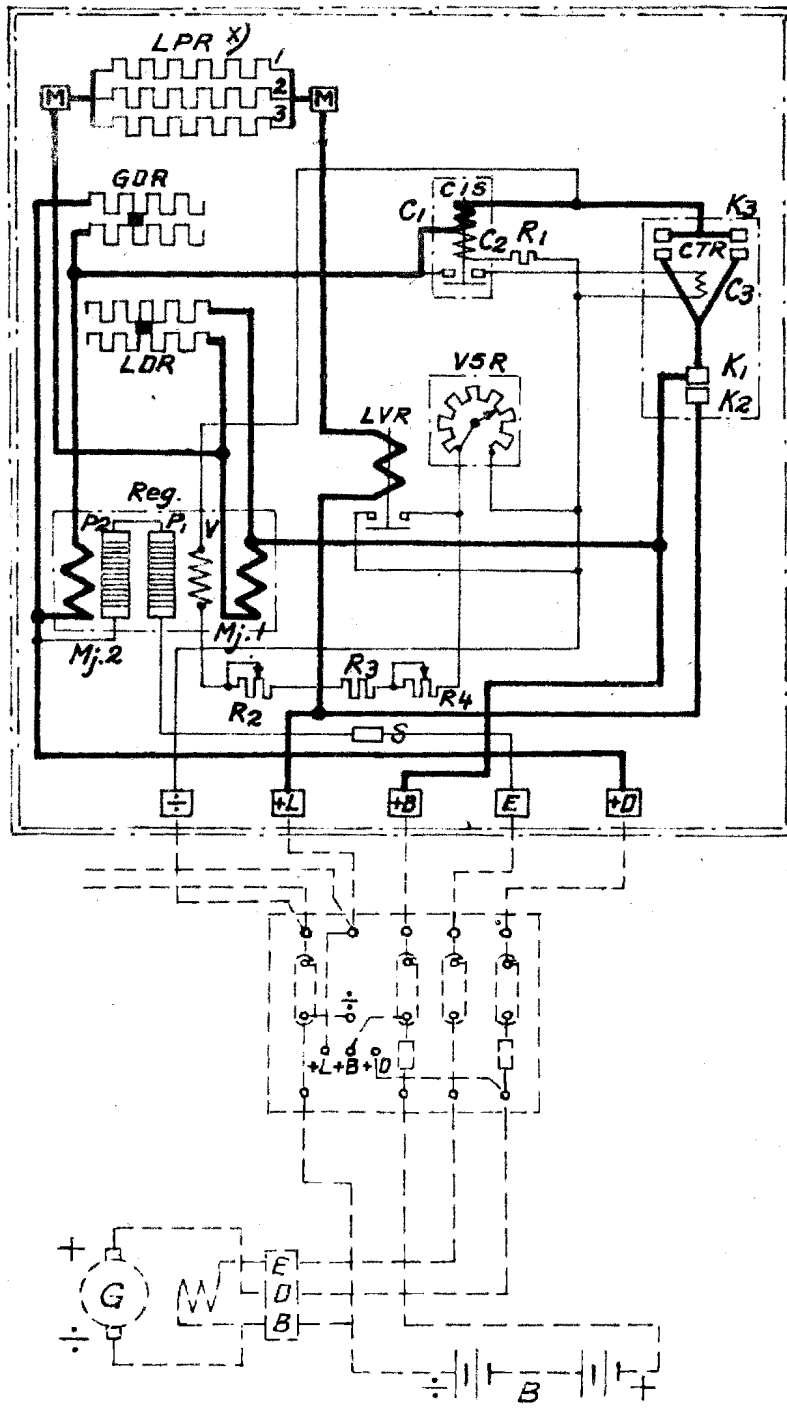 LPR x)
1
2
3
M
M
GDR
LDR
C1S
C1
C2
R1
K3
CTR
C3
K1
K2
VSR
LVR
Reg.
P2
P1
V
Mj.2
Mj.1
R2
R3
R4
S
÷
+L
+B
E
+D
÷
+L+B+D
+
G
÷
E
D
B
÷
B
+